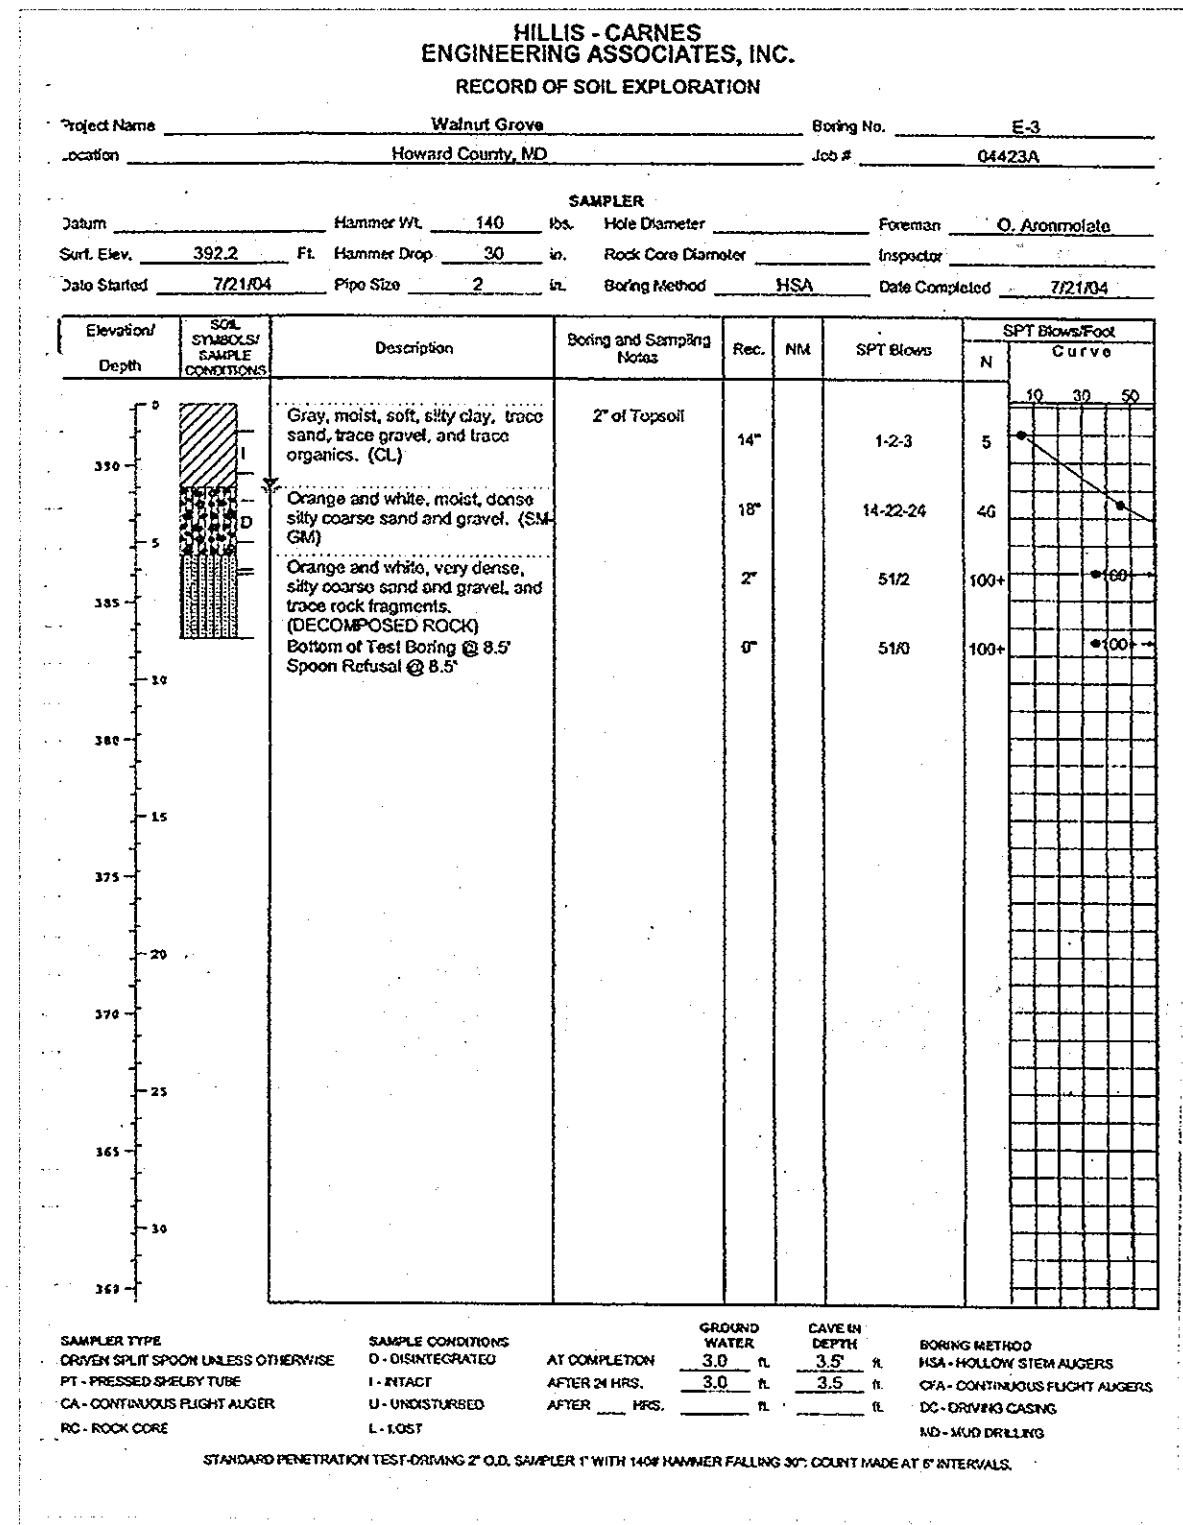 HILLIS - CARNES
ENGINEERING ASSOCIATES, INC.
RECORD OF SOIL EXPLORATION
Project Name Walnut Grove Boring No. E-3
Location Howard County, MD Job # 04423A
SAMPLER
Datum Hammer Wt. 140 lbs. Hole Diameter Foreman O. Aronmolate
Surf. Elev. 392.2 Ft. Hammer Drop 30 in. Rock Core Diameter Inspector
Date Started 7/21/04 Pipe Size 2 in. Boring Method HSA Date Completed 7/21/04
Elevation/ Depth SOIL SYMBOLS/ SAMPLE CONDITIONS Description Boring and Sampling Notes Rec. NM SPT Blows SPT Blows/Foot
N Curve
10 30 50
0 Gray, moist, soft, silty clay, trace 2" of Topsoil
sand, trace gravel, and trace 14" 1-2-3 5
organics. (CL)
I
390
Orange and white, moist, dense
silty coarse sand and gravel. (SM- 18" 14-22-24 46
D
GM)
5
Orange and white, very dense,
silty coarse sand and gravel, and 2" 51/2 100+ 100
trace rock fragments.
385
(DECOMPOSED ROCK)
Bottom of Test Boring @ 8.5' 0" 51/0 100+ 100+
Spoon Refusal @ 8.5'
10
380
15
375
20
370
25
365
30
360
GROUND WATER CAVE IN DEPTH
SAMPLER TYPE SAMPLE CONDITIONS BORING METHOD
DRIVEN SPLIT SPOON UNLESS OTHERWISE D - DISINTEGRATED AT COMPLETION 3.0 ft. 3.5' ft. HSA - HOLLOW STEM AUGERS
PT - PRESSED SHELBY TUBE I - INTACT AFTER 24 HRS. 3.0 ft. 3.5 ft. CFA - CONTINUOUS FLIGHT AUGERS
CA - CONTINUOUS FLIGHT AUGER U - UNDISTURBED AFTER ___ HRS. ft. ft. DC - DRIVING CASING
RC - ROCK CORE L - LOST MD - MUD DRILLING
STANDARD PENETRATION TEST-DRIVING 2" O.D. SAMPLER 1' WITH 140# HAMMER FALLING 30"; COUNT MADE AT 6" INTERVALS.